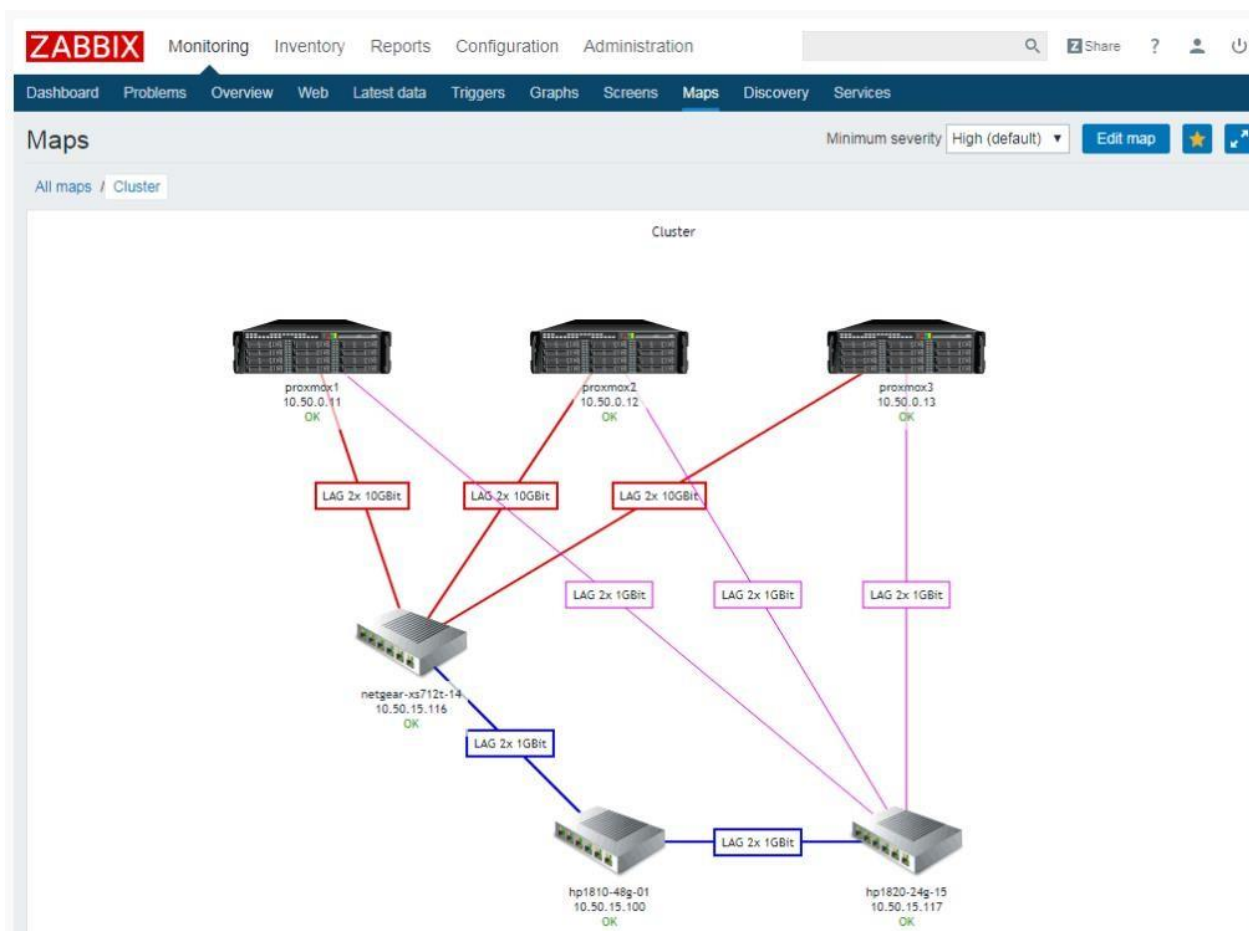 ZABBIX Monitoring Inventory Reports Configuration Administration Z Share ?
Dashboard Problems Overview Web Latest data Triggers Graphs Screens Maps Discovery Services
Maps Minimum severity High (default) Edit map
All maps / Cluster
Cluster
proxmox1
10.50.0.11
OK
proxmox2
10.50.0.12
OK
proxmox3
10.50.0.13
OK
LAG 2x 10GBit
LAG 2x 10GBit
LAG 2x 10GBit
LAG 2x 1GBit
LAG 2x 1GBit
LAG 2x 1GBit
netgear-xs712t-14
10.50.15.116
OK
LAG 2x 1GBit
LAG 2x 1GBit
hp1810-48g-01
10.50.15.100
OK
hp1820-24g-15
10.50.15.117
OK